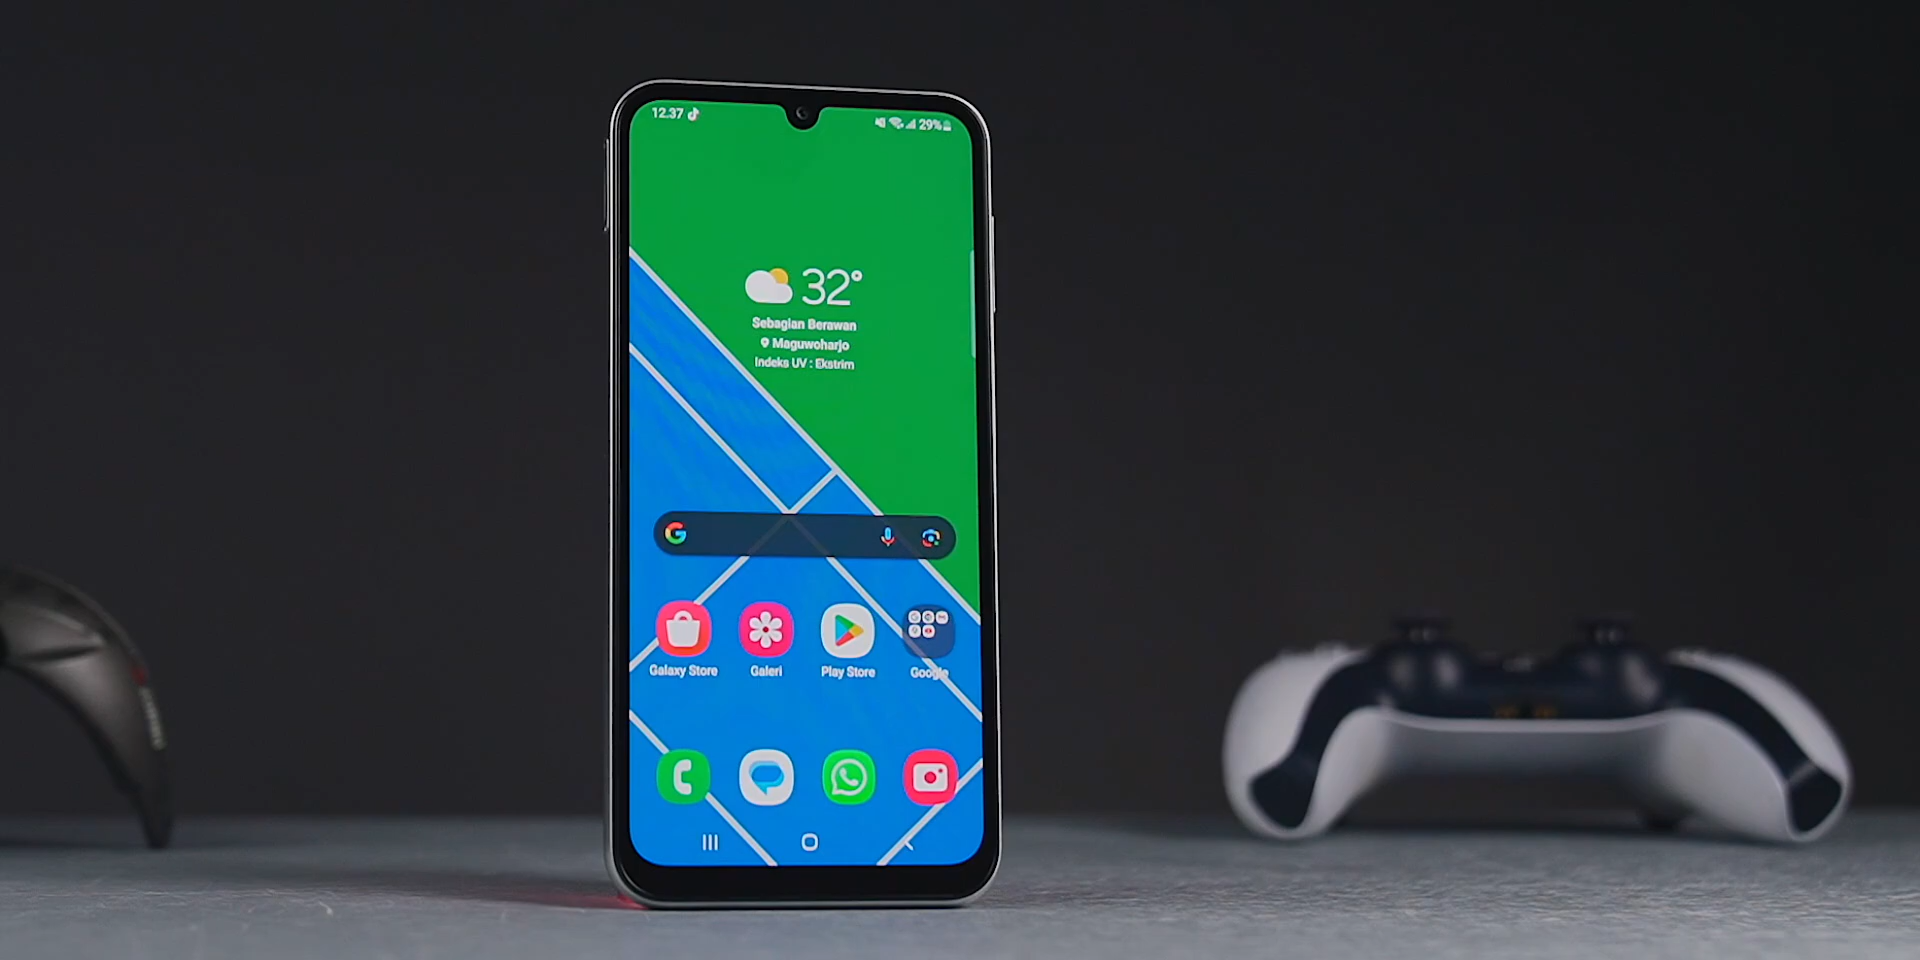 12.37
29%
32°
Sebagian Berawan
Maguwoharjo
Indeks UV : Ekstrim
G
Galaxy Store
Galeri
Play Store
Google